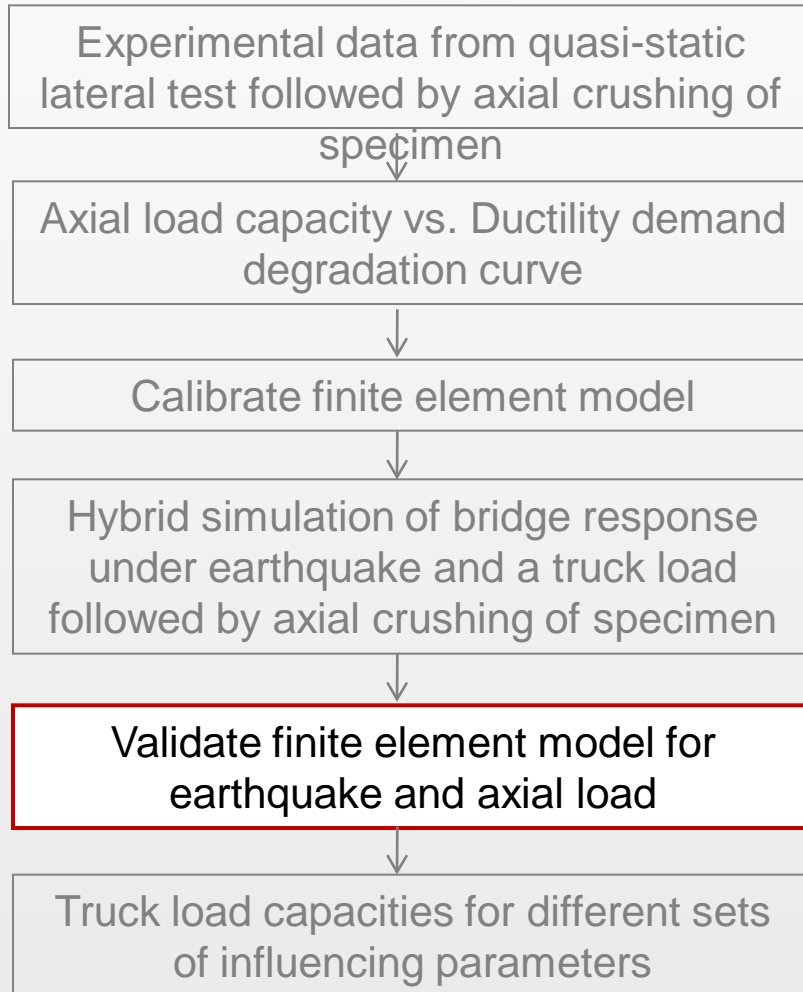 Experimental data from quasi-static
lateral test followed by axial crushing of
specimen
Axial load capacity vs. Ductility demand
degradation curve
Calibrate finite element model
Hybrid simulation of bridge response
under earthquake and a truck load
followed by axial crushing of specimen
Validate finite element model for
earthquake and axial load
Truck load capacities for different sets
of influencing parameters